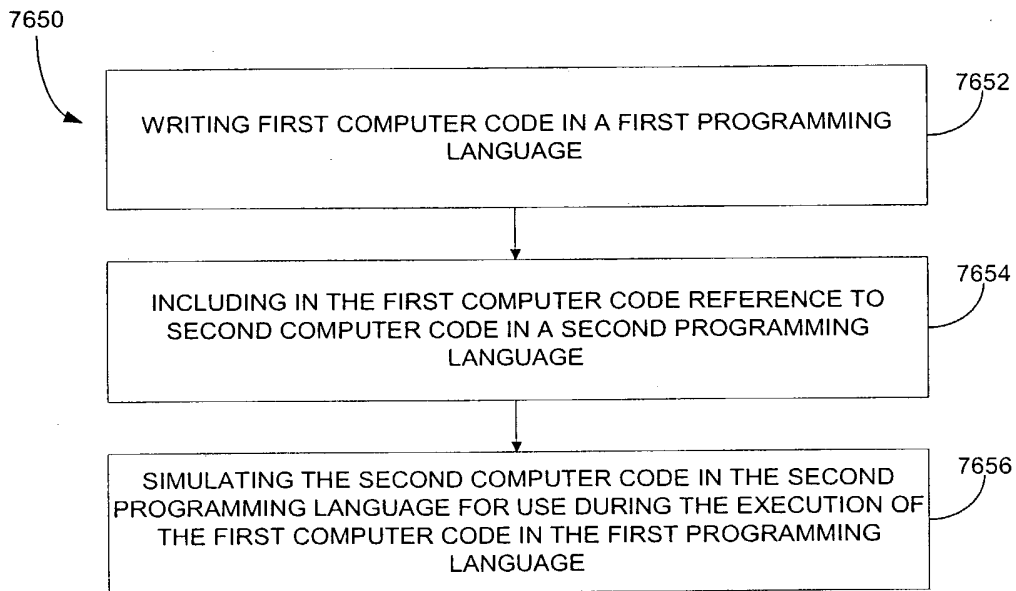 7650
7652
WRITING FIRST COMPUTER CODE IN A FIRST PROGRAMMING
LANGUAGE
7654
INCLUDING IN THE FIRST COMPUTER CODE REFERENCE TO
SECOND COMPUTER CODE IN A SECOND PROGRAMMING
LANGUAGE
7656
SIMULATING THE SECOND COMPUTER CODE IN THE SECOND
PROGRAMMING LANGUAGE FOR USE DURING THE EXECUTION OF
THE FIRST COMPUTER CODE IN THE FIRST PROGRAMMING
LANGUAGE